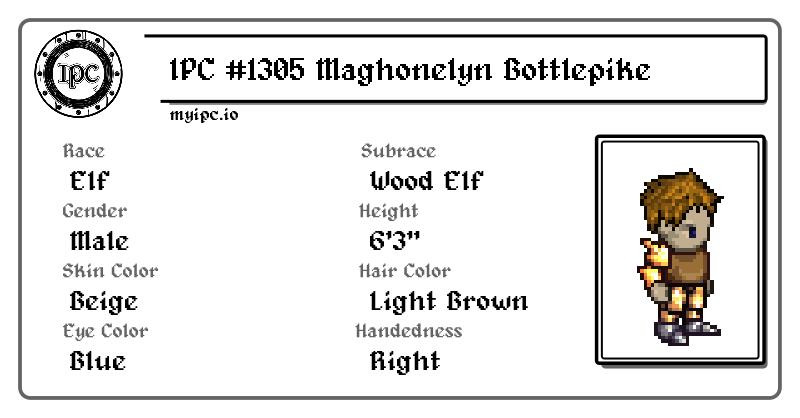 IPC
IPC #1305 Maghonelyn Bottlepike
myipc.io
Race
Elf
Subrace
Wood Elf
Gender
Male
Height
6'3"
Skin Color
Beige
Hair Color
Light Brown
Eye Color
Blue
Handedness
Right